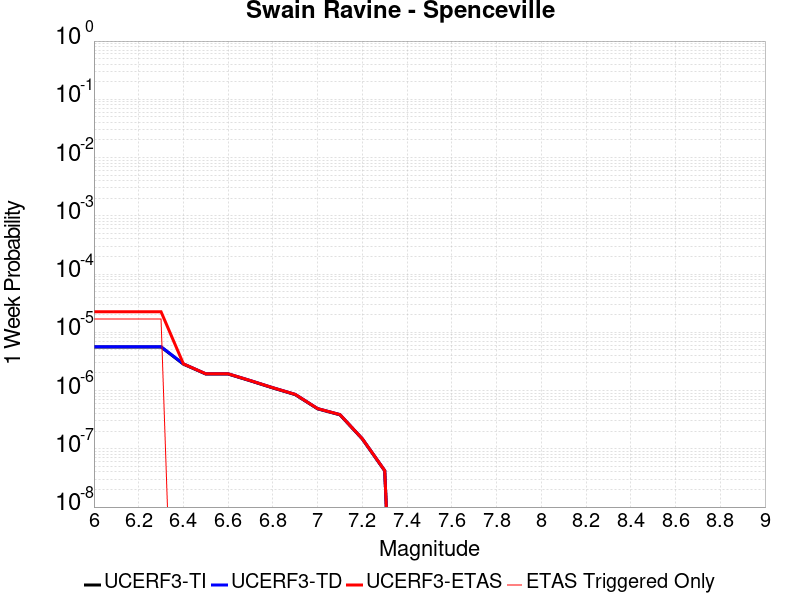 Swain Ravine - Spenceville
10^0
10^-1
10^-2
10^-3
10^-4
10^-5
10^-6
10^-7
10^-8
1 Week Probability
6 6.2 6.4 6.6 6.8 7 7.2 7.4 7.6 7.8 8 8.2 8.4 8.6 8.8 9
Magnitude
UCERF3-TI UCERF3-TD UCERF3-ETAS ETAS Triggered Only